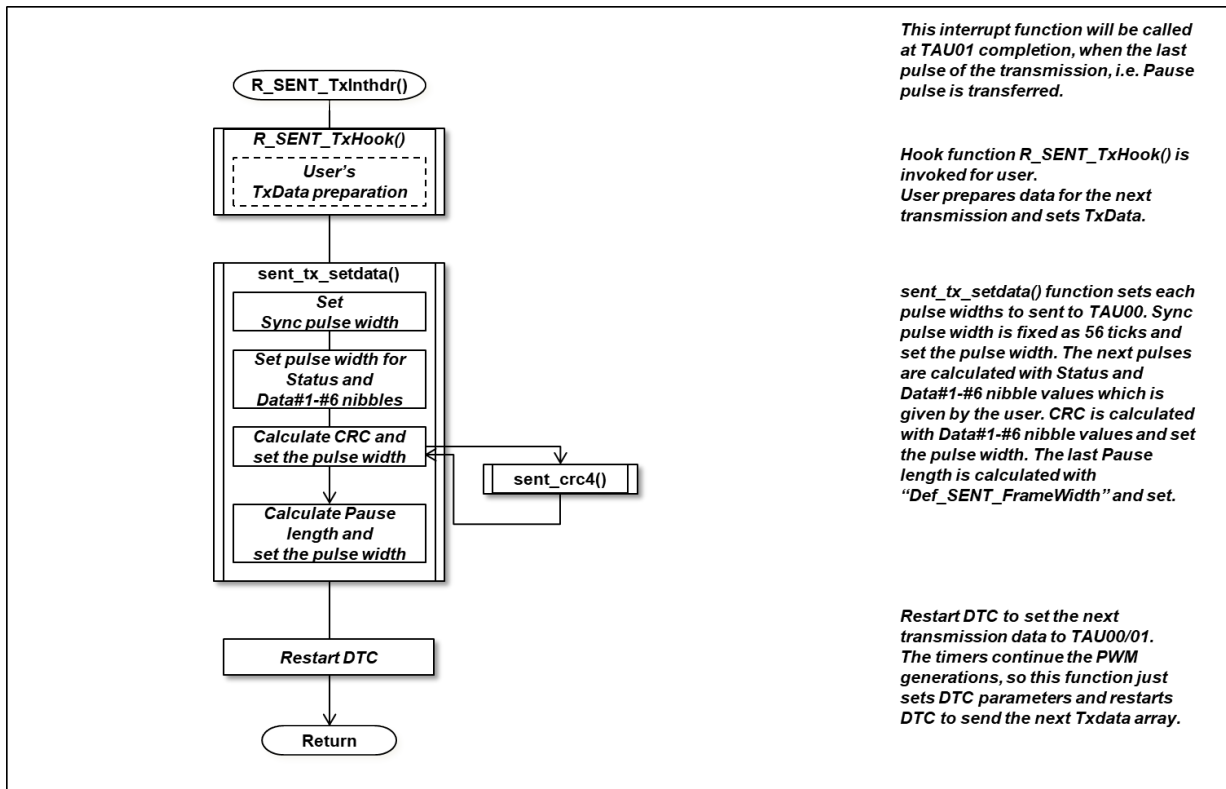 R_SENT_TxInthdr()
R_SENT_TxHook()
User's
TxData preparation
sent_tx_setdata()
Set
Sync pulse width
Set pulse width for
Status and
Data#1-#6 nibbles
Calculate CRC and
set the pulse width
sent_crc4()
Calculate Pause
length and
set the pulse width
Restart DTC
Return
This interrupt function will be called
at TAU01 completion, when the last
pulse of the transmission, i.e. Pause
pulse is transferred.
Hook function R_SENT_TxHook() is
invoked for user.
User prepares data for the next
transmission and sets TxData.
sent_tx_setdata() function sets each
pulse widths to sent to TAU00. Sync
pulse width is fixed as 56 ticks and
set the pulse width. The next pulses
are calculated with Status and
Data#1-#6 nibble values which is
given by the user. CRC is calculated
with Data#1-#6 nibble values and set
the pulse width. The last Pause
length is calculated with
“Def_SENT_FrameWidth” and set.
Restart DTC to set the next
transmission data to TAU00/01.
The timers continue the PWM
generations, so this function just
sets DTC parameters and restarts
DTC to send the next Txdata array.